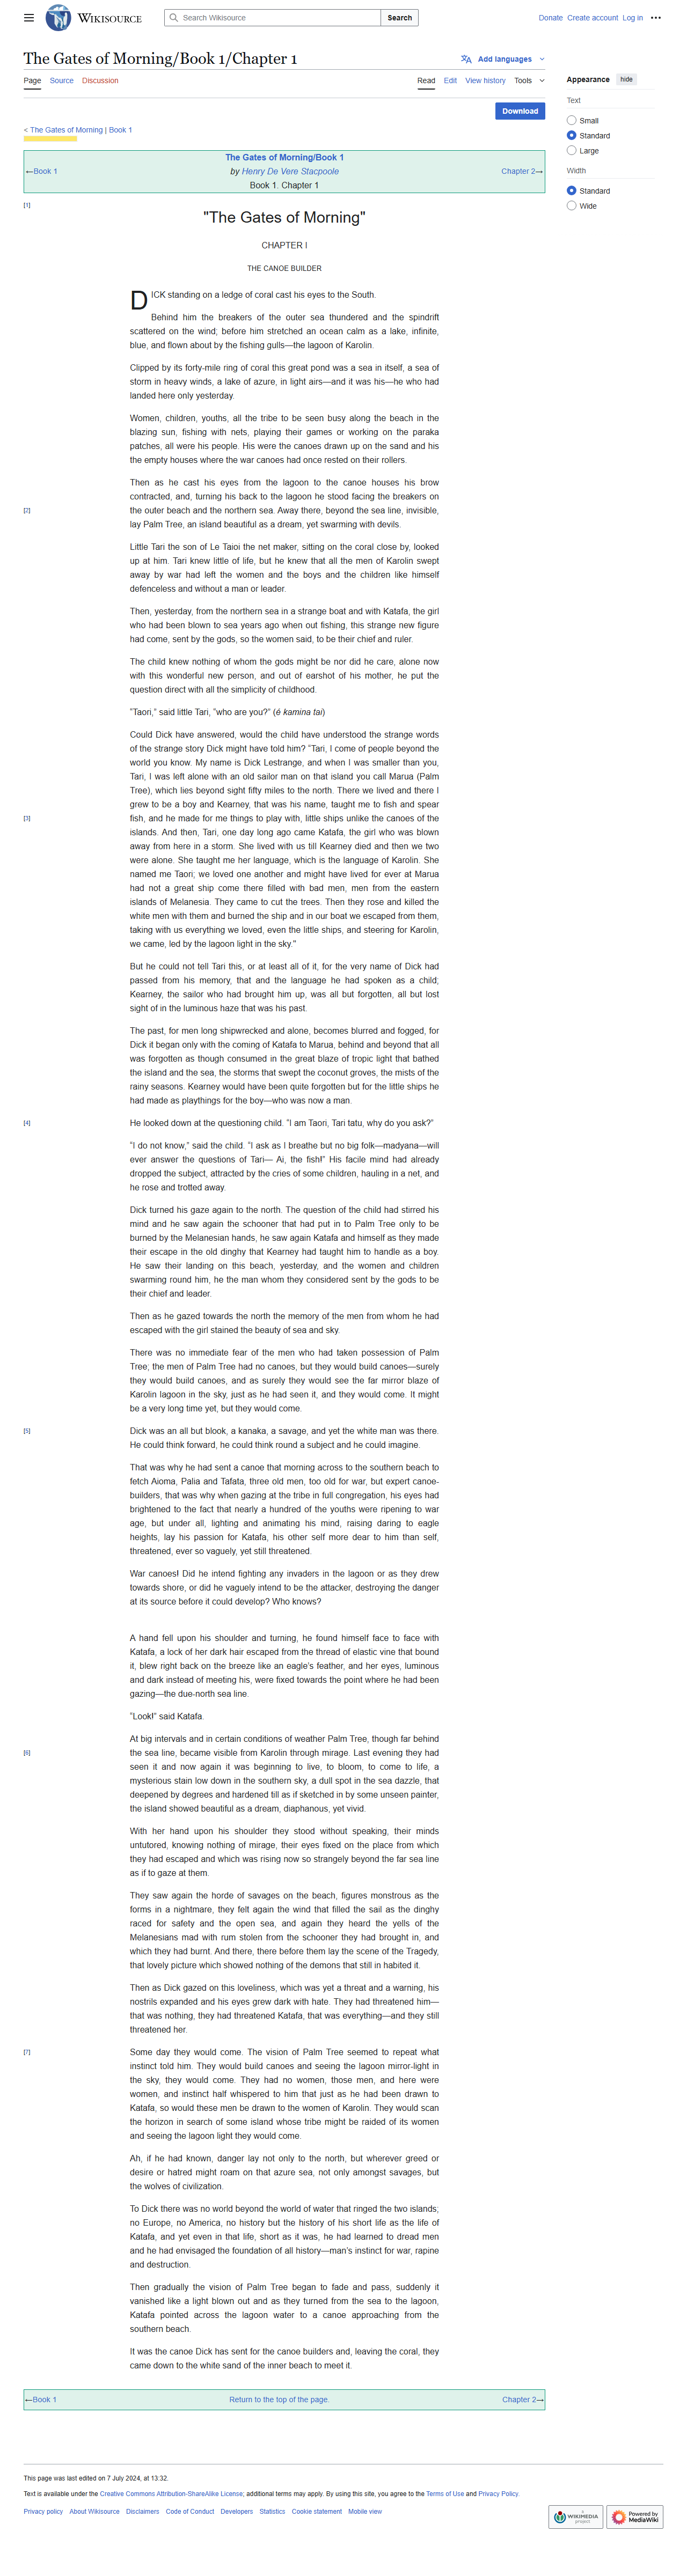 WIKISOURCE
Search Wikisource
Search
Donate Create account Log in
The Gates of Morning/Book 1/Chapter 1
Add languages
Page Source Discussion
Read Edit View history Tools
Download
< The Gates of Morning | Book 1
Appearance hide
Text
Small
Standard
Large
Width
Standard
Wide
The Gates of Morning/Book 1
←Book 1
by Henry De Vere Stacpoole
Chapter 2→
Book 1. Chapter 1
[1]
"The Gates of Morning"
CHAPTER I
THE CANOE BUILDER
DICK standing on a ledge of coral cast his eyes to the South.
Behind him the breakers of the outer sea thundered and the spindrift
scattered on the wind; before him stretched an ocean calm as a lake, infinite,
blue, and flown about by the fishing gulls—the lagoon of Karolin.
Clipped by its forty-mile ring of coral this great pond was a sea in itself, a sea of
storm in heavy winds, a lake of azure, in light airs—and it was his—he who had
landed here only yesterday.
Women, children, youths, all the tribe to be seen busy along the beach in the
blazing sun, fishing with nets, playing their games or working on the paraka
patches, all were his people. His were the canoes drawn up on the sand and his
the empty houses where the war canoes had once rested on their rollers.
Then as he cast his eyes from the lagoon to the canoe houses his brow
contracted, and, turning his back to the lagoon he stood facing the breakers on
[2]
the outer beach and the northern sea. Away there, beyond the sea line, invisible,
lay Palm Tree, an island beautiful as a dream, yet swarming with devils.
Little Tari the son of Le Taioi the net maker, sitting on the coral close by, looked
up at him. Tari knew little of life, but he knew that all the men of Karolin swept
away by war had left the women and the boys and the children like himself
defenceless and without a man or leader.
Then, yesterday, from the northern sea in a strange boat and with Katafa, the girl
who had been blown to sea years ago when out fishing, this strange new figure
had come, sent by the gods, so the women said, to be their chief and ruler.
The child knew nothing of whom the gods might be nor did he care, alone now
with this wonderful new person, and out of earshot of his mother, he put the
question direct with all the simplicity of childhood.
"Taori," said little Tari, "who are you?" (é kamina tai)
Could Dick have answered, would the child have understood the strange words
of the strange story Dick might have told him? "Tari, I come of people beyond the
world you know. My name is Dick Lestrange, and when I was smaller than you,
Tari, I was left alone with an old sailor man on that island you call Marua (Palm
Tree), which lies beyond sight fifty miles to the north. There we lived and there I
grew to be a boy and Kearney, that was his name, taught me to fish and spear
[3]
fish, and he made for me things to play with, little ships unlike the canoes of the
islands. And then, Tari, one day long ago came Katafa, the girl who was blown
away from here in a storm. She lived with us till Kearney died and then we two
were alone. She taught me her language, which is the language of Karolin. She
named me Taori; we loved one another and might have lived for ever at Marua
had not a great ship come there filled with bad men, men from the eastern
islands of Melanesia. They came to cut the trees. Then they rose and killed the
white men with them and burned the ship and in our boat we escaped from them,
taking with us everything we loved, even the little ships, and steering for Karolin,
we came, led by the lagoon light in the sky."
But he could not tell Tari this, or at least all of it, for the very name of Dick had
passed from his memory, that and the language he had spoken as a child;
Kearney, the sailor who had brought him up, was all but forgotten, all but lost
sight of in the luminous haze that was his past.
The past, for men long shipwrecked and alone, becomes blurred and fogged, for
Dick it began only with the coming of Katafa to Marua, behind and beyond that all
was forgotten as though consumed in the great blaze of tropic light that bathed
the island and the sea, the storms that swept the coconut groves, the mists of the
rainy seasons. Kearney would have been quite forgotten but for the little ships he
had made as playthings for the boy—who was now a man.
[4]
He looked down at the questioning child. "I am Taori, Tari tatu, why do you ask?"
"I do not know," said the child. "I ask as I breathe but no big folk—madyana—will
ever answer the questions of Tari— Ai, the fish!" His facile mind had already
dropped the subject, attracted by the cries of some children, hauling in a net, and
he rose and trotted away.
Dick turned his gaze again to the north. The question of the child had stirred his
mind and he saw again the schooner that had put in to Palm Tree only to be
burned by the Melanesian hands, he saw again Katafa and himself as they made
their escape in the old dinghy that Kearney had taught him to handle as a boy.
He saw their landing on this beach, yesterday, and the women and children
swarming round him, he the man whom they considered sent by the gods to be
their chief and leader.
Then as he gazed towards the north the memory of the men from whom he had
escaped with the girl stained the beauty of sea and sky.
There was no immediate fear of the men who had taken possession of Palm
Tree; the men of Palm Tree had no canoes, but they would build canoes—surely
they would build canoes, and as surely they would see the far mirror blaze of
Karolin lagoon in the sky, just as he had seen it, and they would come. It might
be a very long time yet, but they would come.
[5]
Dick was an all but blook, a kanaka, a savage, and yet the white man was there.
He could think forward, he could think round a subject and he could imagine.
That was why he had sent a canoe that morning across to the southern beach to
fetch Aioma, Palia and Tafata, three old men, too old for war, but expert canoe-
builders, that was why when gazing at the tribe in full congregation, his eyes had
brightened to the fact that nearly a hundred of the youths were ripening to war
age, but under all, lighting and animating his mind, raising daring to eagle
heights, lay his passion for Katafa, his other self more dear to him than self,
threatened, ever so vaguely, yet still threatened.
War canoes! Did he intend fighting any invaders in the lagoon or as they drew
towards shore, or did he vaguely intend to be the attacker, destroying the danger
at its source before it could develop? Who knows?
A hand fell upon his shoulder and turning, he found himself face to face with
Katafa, a lock of her dark hair escaped from the thread of elastic vine that bound
it, blew right back on the breeze like an eagle's feather, and her eyes, luminous
and dark instead of meeting his, were fixed towards the point where he had been
gazing—the due-north sea line.
"Look!" said Katafa.
At big intervals and in certain conditions of weather Palm Tree, though far behind
[6]
the sea line, became visible from Karolin through mirage. Last evening they had
seen it and now again it was beginning to live, to bloom, to come to life, a
mysterious stain low down in the southern sky, a dull spot in the sea dazzle, that
deepened by degrees and hardened till as if sketched in by some unseen painter,
the island showed beautiful as a dream, diaphanous, yet vivid.
With her hand upon his shoulder they stood without speaking, their minds
untutored, knowing nothing of mirage, their eyes fixed on the place from which
they had escaped and which was rising now so strangely beyond the far sea line
as if to gaze at them.
They saw again the horde of savages on the beach, figures monstrous as the
forms in a nightmare, they felt again the wind that filled the sail as the dinghy
raced for safety and the open sea, and again they heard the yells of the
Melanesians mad with rum stolen from the schooner they had brought in, and
which they had burnt. And there, there before them lay the scene of the Tragedy,
that lovely picture which showed nothing of the demons that still in habited it.
Then as Dick gazed on this loveliness, which was yet a threat and a warning, his
nostrils expanded and his eyes grew dark with hate. They had threatened him—
that was nothing, they had threatened Katafa, that was everything—and they still
threatened her.
[7]
Some day they would come. The vision of Palm Tree seemed to repeat what
instinct told him. They would build canoes and seeing the lagoon mirror-light in
the sky, they would come. They had no women, those men, and here were
women, and instinct half whispered to him that just as he had been drawn to
Katafa, so would these men be drawn to the women of Karolin. They would scan
the horizon in search of some island whose tribe might be raided of its women
and seeing the lagoon light they would come.
Ah, if he had known, danger lay not only to the north, but wherever greed or
desire or hatred might roam on that azure sea, not only amongst savages, but
the wolves of civilization.
To Dick there was no world beyond the world of water that ringed the two islands;
no Europe, no America, no history but the history of his short life as the life of
Katafa, and yet even in that life, short as it was, he had learned to dread men
and he had envisaged the foundation of all history—man's instinct for war, rapine
and destruction.
Then gradually the vision of Palm Tree began to fade and pass, suddenly it
vanished like a light blown out and as they turned from the sea to the lagoon,
Katafa pointed across the lagoon water to a canoe approaching from the
southern beach.
It was the canoe Dick has sent for the canoe builders and, leaving the coral, they
came down to the white sand of the inner beach to meet it.
←Book 1 Return to the top of the page. Chapter 2→
This page was last edited on 7 July 2024, at 13:32.
Text is available under the Creative Commons Attribution-ShareAlike License; additional terms may apply. By using this site, you agree to the Terms of Use and Privacy Policy.
Privacy policy About Wikisource Disclaimers Code of Conduct Developers Statistics Cookie statement Mobile view
A WIKIMEDIA project
Powered by MediaWiki